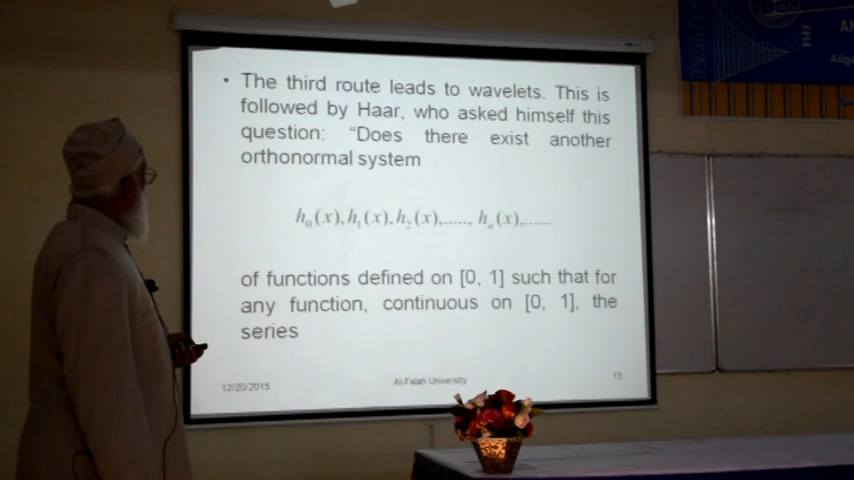 • The third route leads to wavelets. This is
followed by Haar, who asked himself this
question: “Does there exist another
orthonormal system
h₀(x), h₁(x), h₂(x),....., hₙ(x),......
of functions defined on [0, 1] such that for
any function, continuous on [0, 1], the
series
12/20/2015
Al-Falah University
13